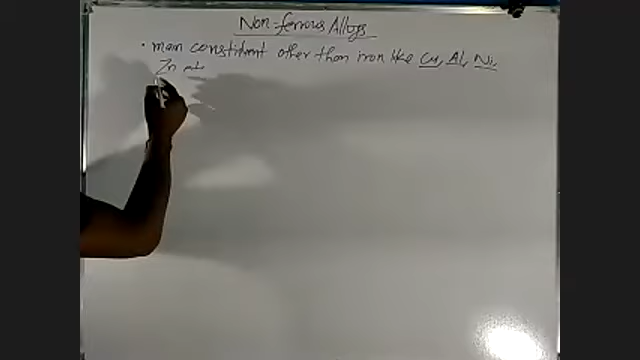 Non-ferrous Alloys
• main constituent other than iron like Cu, Al, Ni,
Zn etc